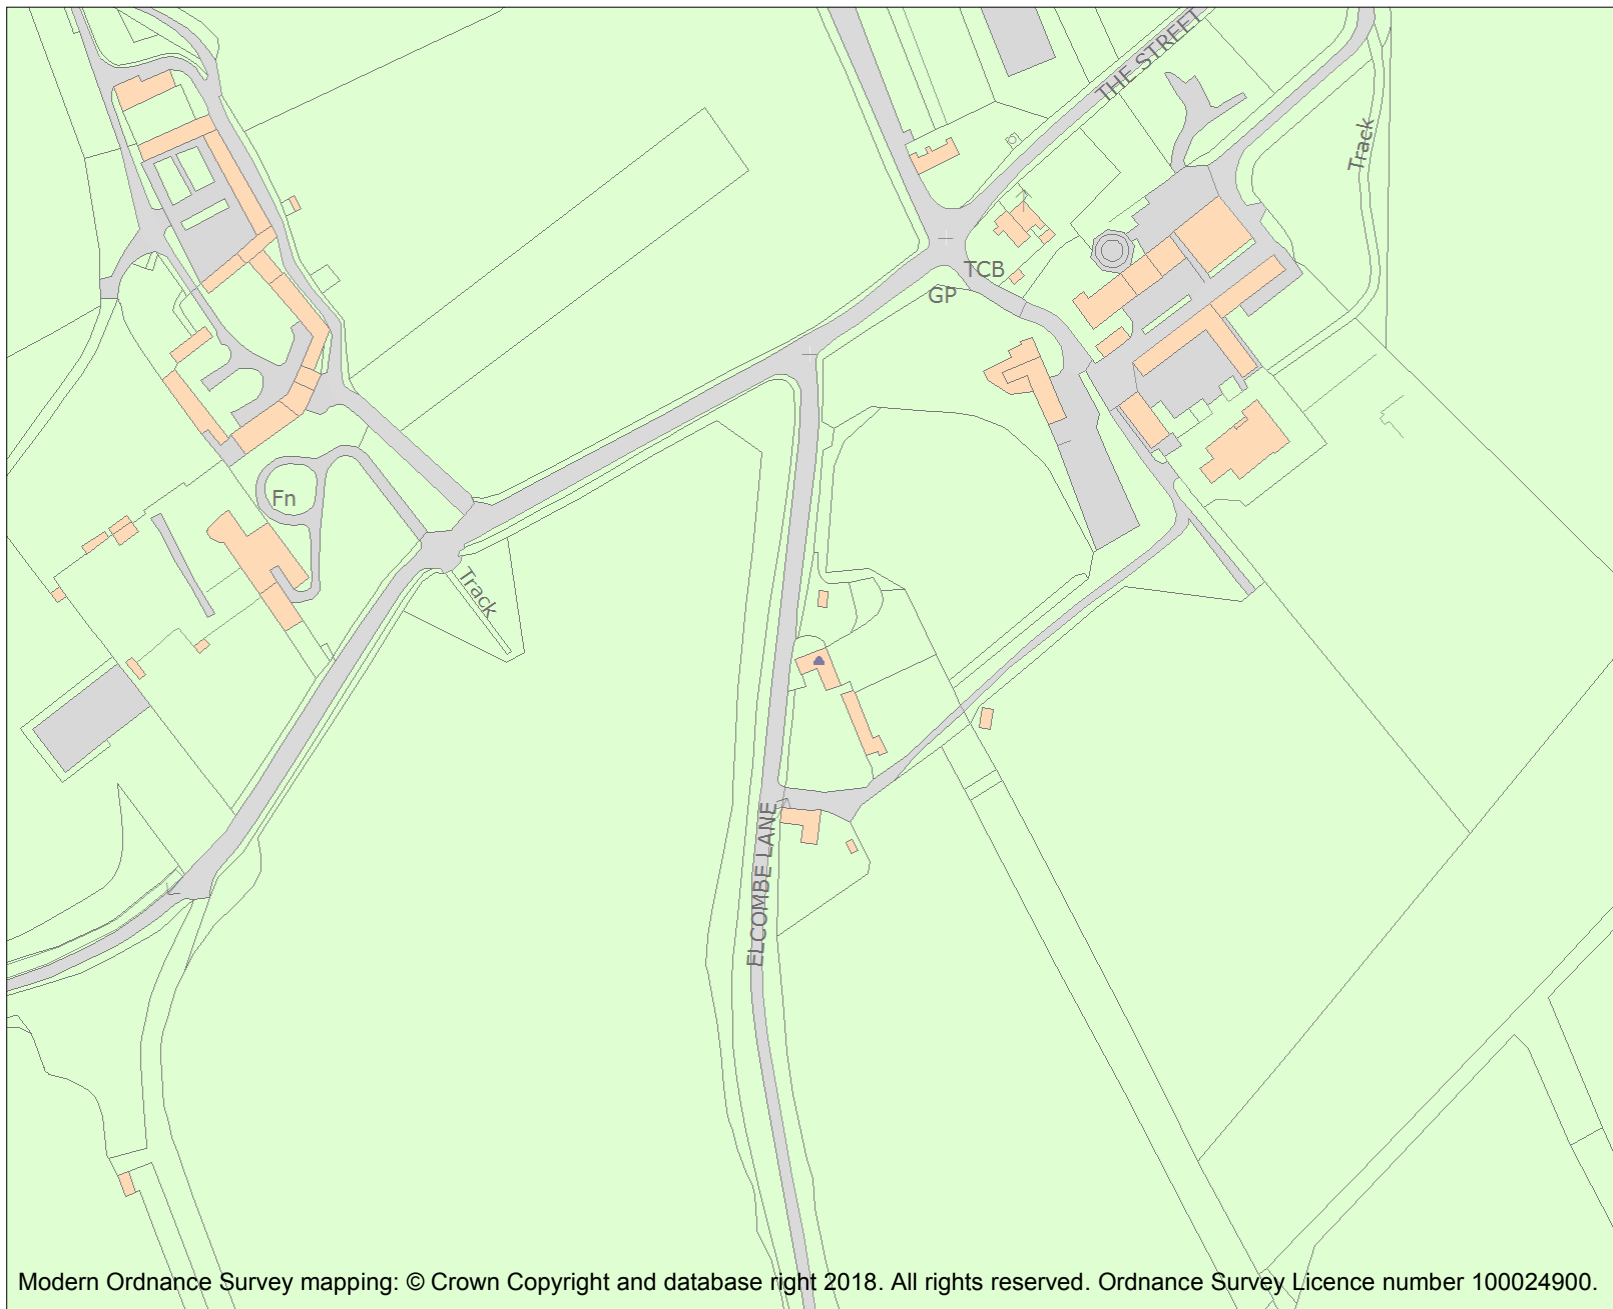 THE STREET
Track
TCB
GP
Fn
Track
ELCOMBE LANE
Modern Ordnance Survey mapping: © Crown Copyright and database right 2018. All rights reserved. Ordnance Survey Licence number 100024900.